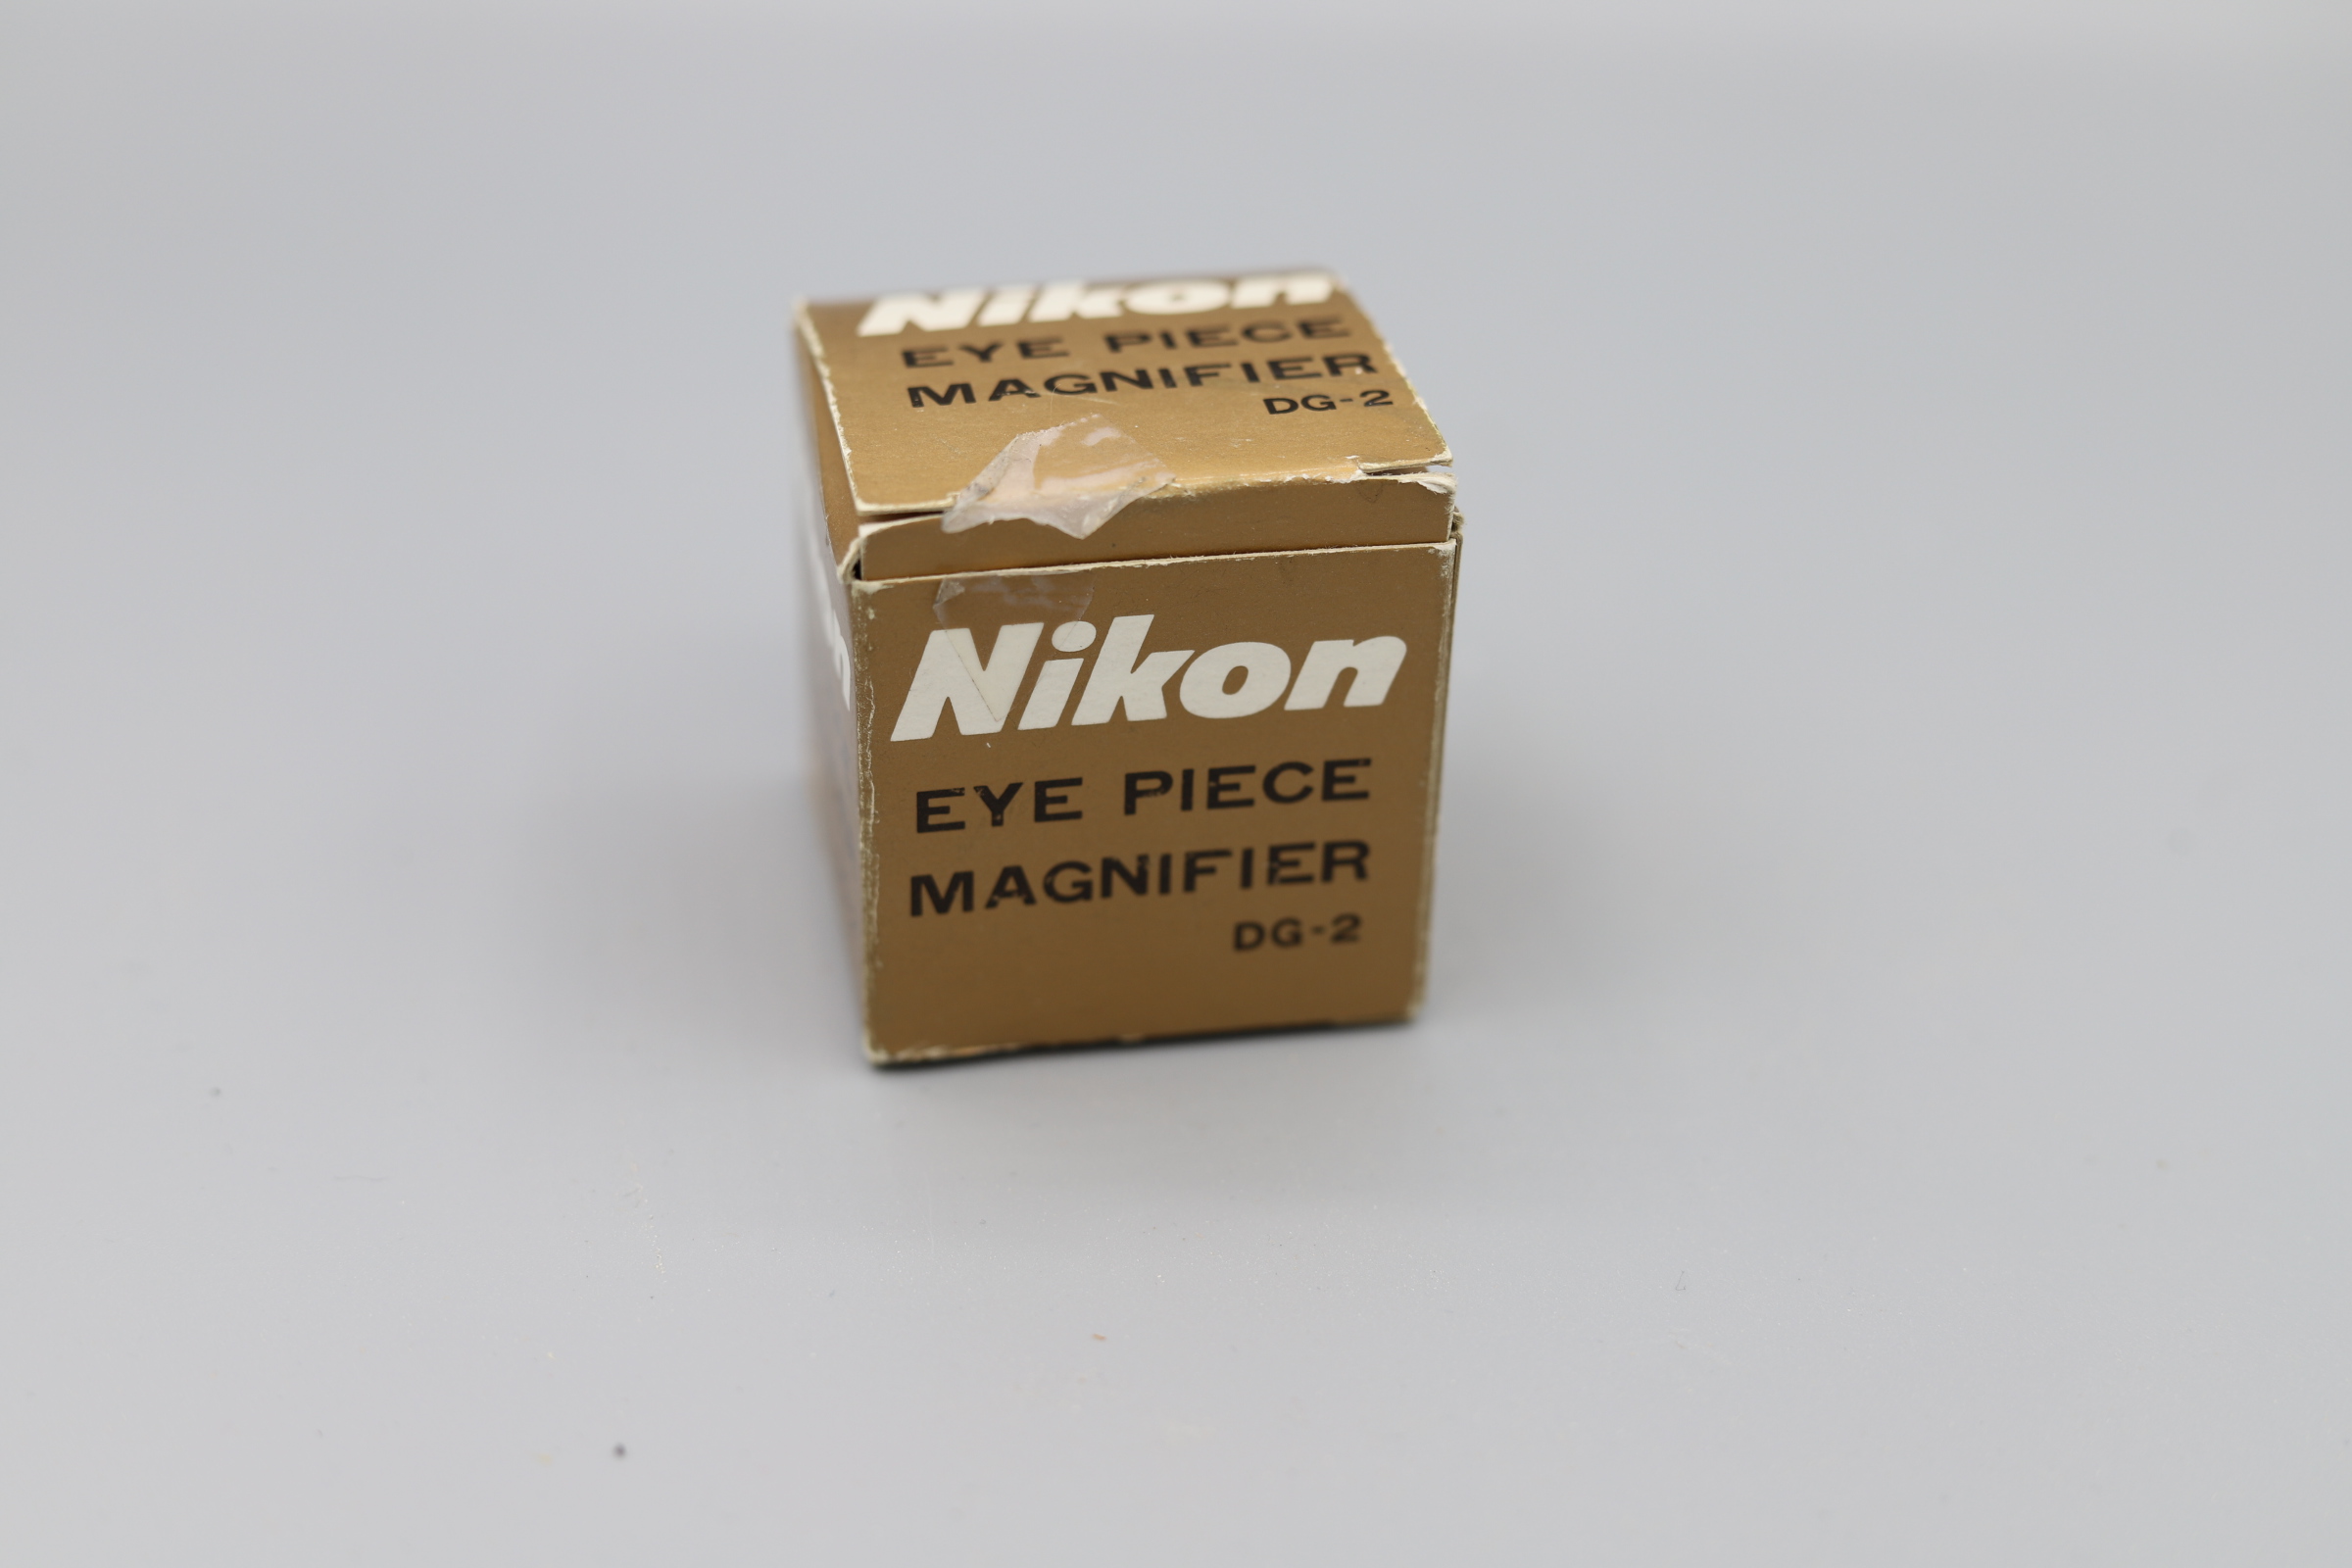 Nikon
EYE PIECE
MAGNIFIER
DG-2
Nikon
EYE PIECE
MAGNIFIER
DG-2